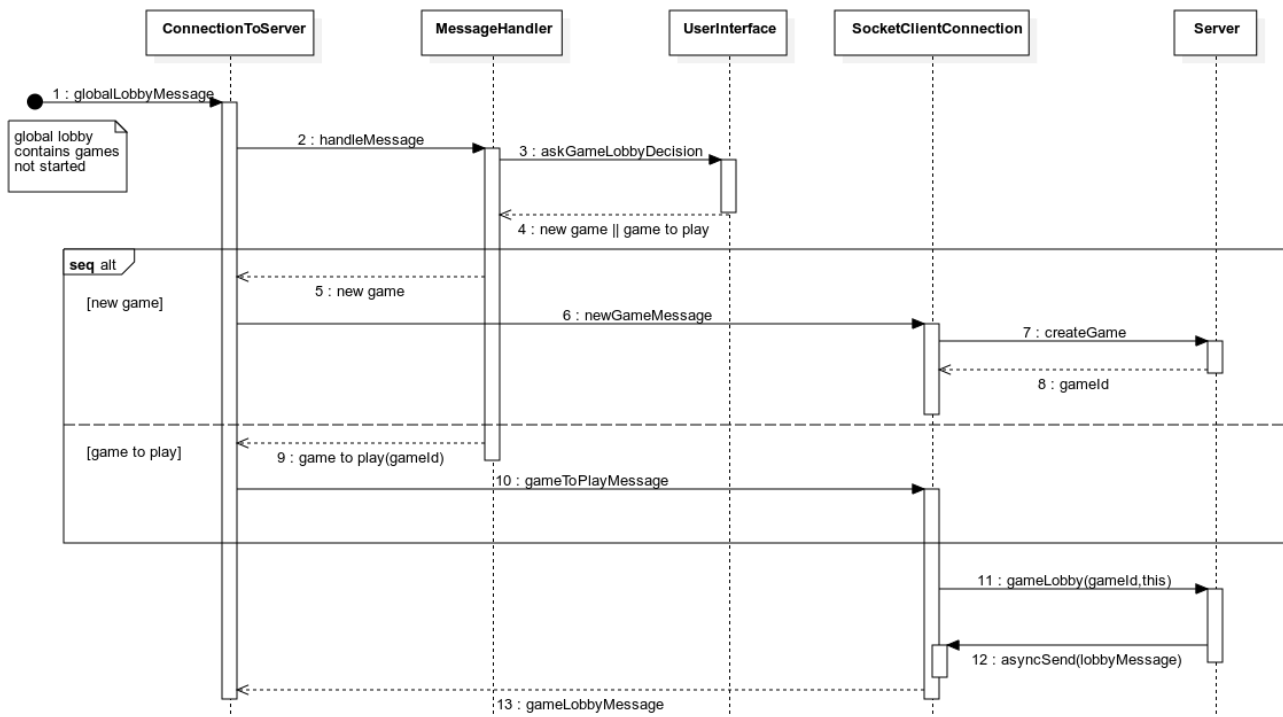 ConnectionToServer
MessageHandler
UserInterface
SocketClientConnection
Server
1 : globalLobbyMessage
global lobby
contains games
not started
2 : handleMessage
3 : askGameLobbyDecision
4 : new game || game to play
seq alt
5 : new game
[new game]
6 : newGameMessage
7 : createGame
8 : gameId
[game to play]
9 : game to play(gameId)
10 : gameToPlayMessage
11 : gameLobby(gameId,this)
12 : asyncSend(lobbyMessage)
13 : gameLobbyMessage